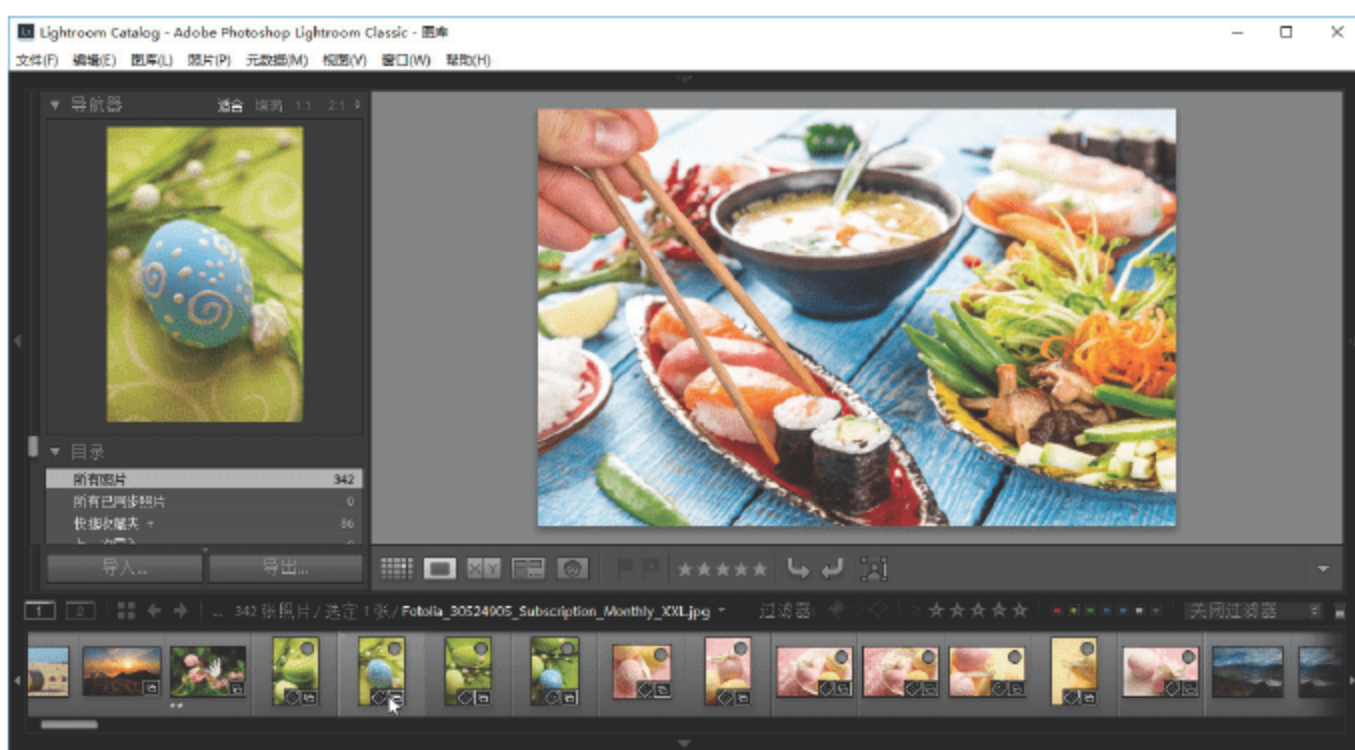 Lightroom Catalog - Adobe Photoshop Lightroom Classic - 图库
文件(F) 编辑(E) 图库(L) 照片(P) 元数据(M) 视图(V) 窗口(W) 帮助(H)
导航器 适合 填满 1:1 2:1
目录
所有照片 342
所有已同步照片 0
快捷收藏夹 + 86
导入... 导出...
XY
1 2 342 张照片 / 选定 1 张 / Fotolia_30524905_Subscription_Monthly_XXL.jpg 过滤器: 关闭过滤器